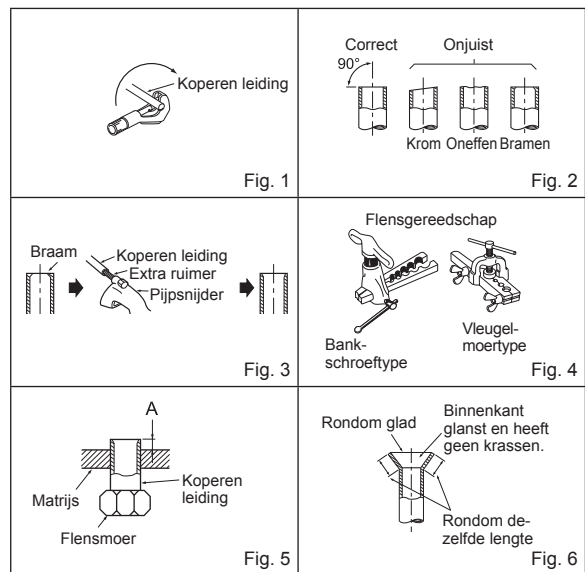 Koperen leiding
Fig. 1
Correct
Onjuist
90°
Krom Oneffen Bramen
Fig. 2
Braam
Koperen leiding
Extra ruimer
Pijpsnijder
Fig. 3
Flensgereedschap
Bank-
schroeftype
Vleugel-
moertype
Fig. 4
A
Koperen
leiding
Matrijs
Flensmoer
Fig. 5
Rondom glad
Binnenkant
glanst en heeft
geen krassen.
Rondom de-
zelfde lengte
Fig. 6